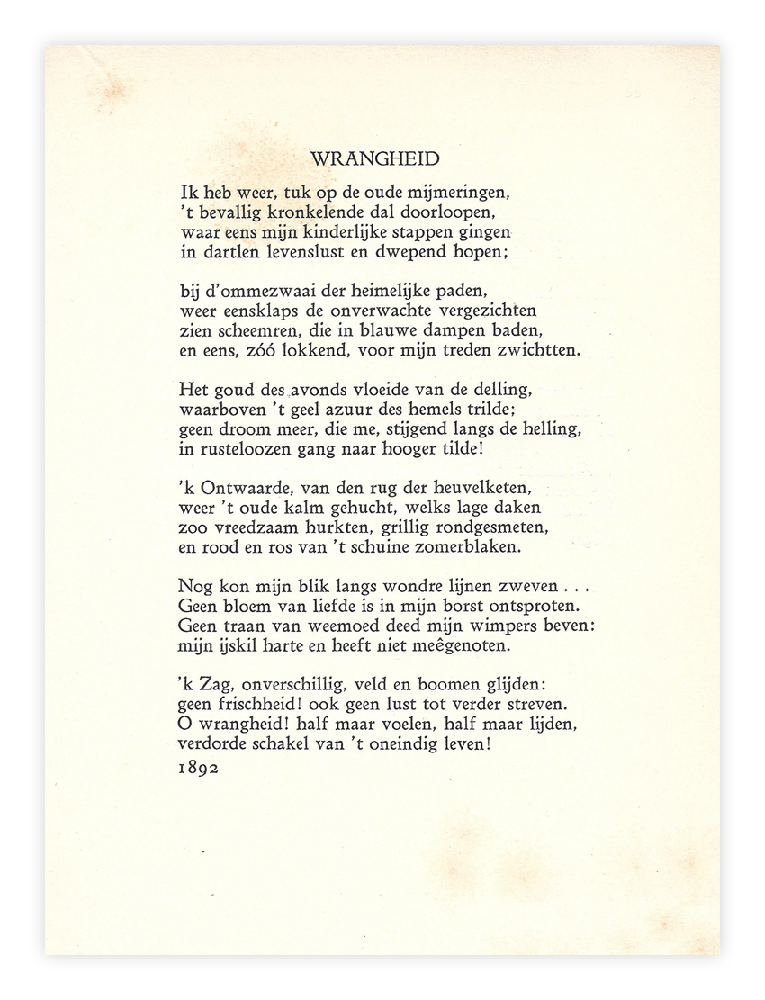 WRANGHEID
Ik heb weer, tuk op de oude mijmeringen,
’t bevallig kronkelende dal doorloopen,
waar eens mijn kinderlijke stappen gingen
in dartlen levenslust en dwepend hopen;
bij d’ommezwaai der heimelijke paden,
weer eensklaps de onverwachte vergezichten
zien scheemren, die in blauwe dampen baden,
en eens, zóó lokkend, voor mijn treden zwichtten.
Het goud des avonds vloeide van de delling,
waarboven ’t geel azuur des hemels trilde;
geen droom meer, die me, stijgend langs de helling,
in rusteloozen gang naar hooger tilde!
’k Ontwaarde, van den rug der heuvelketen,
weer ’t oude kalm gehucht, welks lage daken
zoo vreedzaam hurkten, grillig rondgesmeten,
en rood en ros van ’t schuine zomerblaken.
Nog kon mijn blik langs wondre lijnen zweven . . .
Geen bloem van liefde is in mijn borst ontsproten.
Geen traan van weemoed deed mijn wimpers beven:
mijn ijskil harte en heeft niet meêgenoten.
’k Zag, onverschillig, veld en boomen glijden:
geen frischheid! ook geen lust tot verder streven.
O wrangheid! half maar voelen, half maar lijden,
verdorde schakel van ’t oneindig leven!
1892